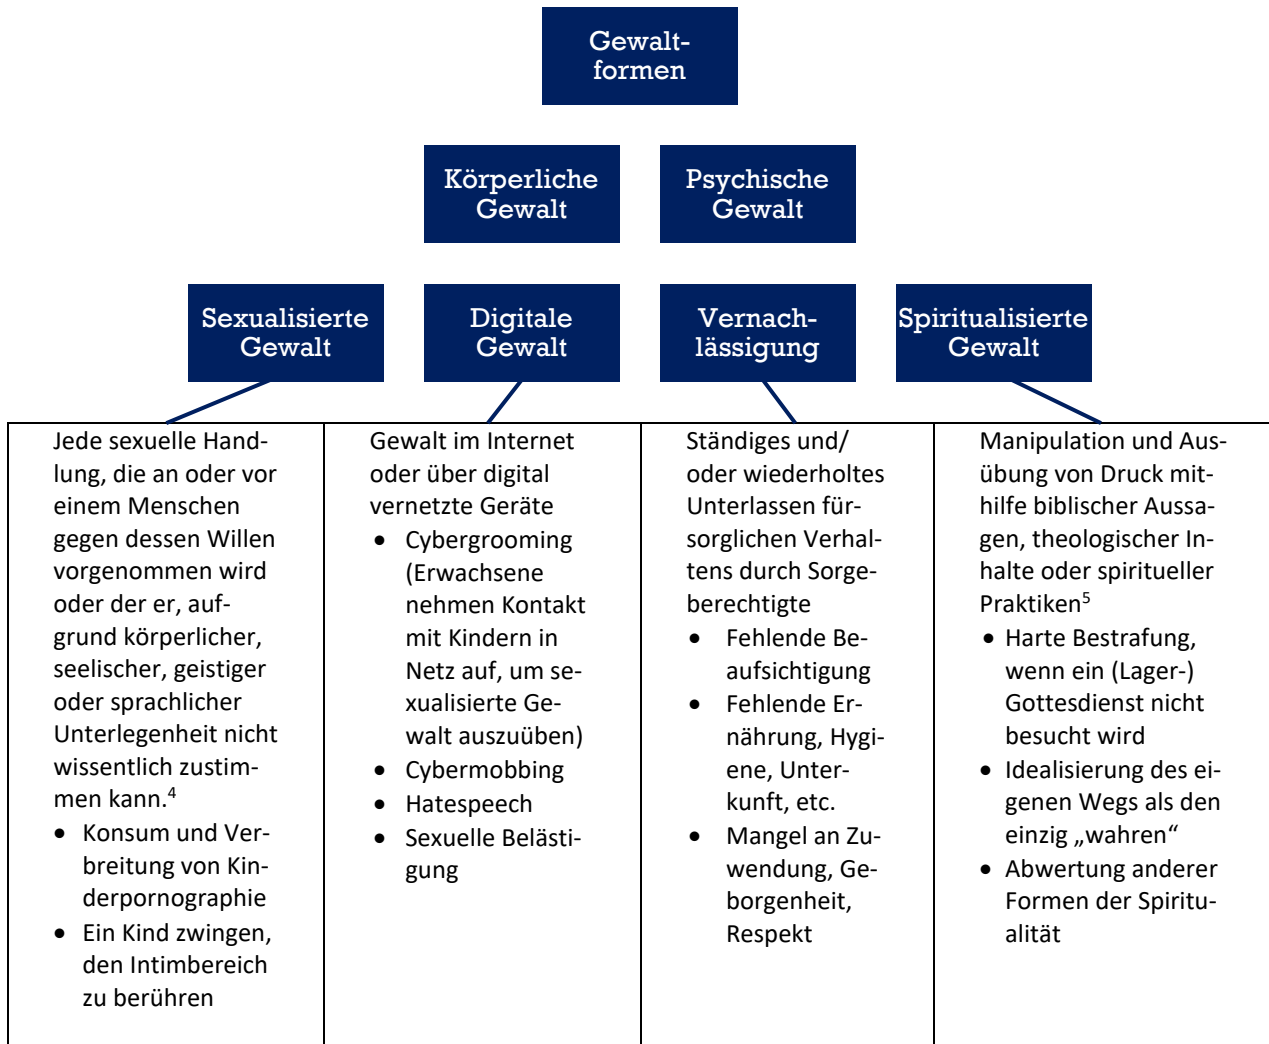 Gewalt-
formen
Körperliche
Gewalt
Psychische
Gewalt
Sexualisierte
Gewalt
Digitale
Gewalt
Vernach-
lässigung
Spiritualisierte
Gewalt
Jede sexuelle Hand-
lung, die an oder vor
einem Menschen
gegen dessen Willen
vorgenommen wird
oder der er, auf-
grund körperlicher,
seelischer, geistiger
oder sprachlicher
Unterlegenheit nicht
wissentlich zustim-
men kann.⁴
• Konsum und Ver-
breitung von Kin-
derpornographie
• Ein Kind zwingen,
den Intimbereich
zu berühren
Gewalt im Internet
oder über digital
vernetzte Geräte
• Cybergrooming
(Erwachsene
nehmen Kontakt
mit Kindern in
Netz auf, um se-
xualisierte Ge-
walt auszuüben)
• Cybermobbing
• Hatespeech
• Sexuelle Belästi-
gung
Ständiges und/
oder wiederholtes
Unterlassen für-
sorglichen Verhal-
tens durch Sorge-
berechtigte
• Fehlende Be-
aufsichtigung
• Fehlende Er-
nährung, Hygi-
ene, Unter-
kunft, etc.
• Mangel an Zu-
wendung, Ge-
borgenheit,
Respekt
Manipulation und Aus-
übung von Druck mit-
hilfe biblischer Aussa-
gen, theologischer In-
halte oder spiritueller
Praktiken⁵
• Harte Bestrafung,
wenn ein (Lager-)
Gottesdienst nicht
besucht wird
• Idealisierung des ei-
genen Wegs als den
einzig „wahren“
• Abwertung anderer
Formen der Spiritu-
alität